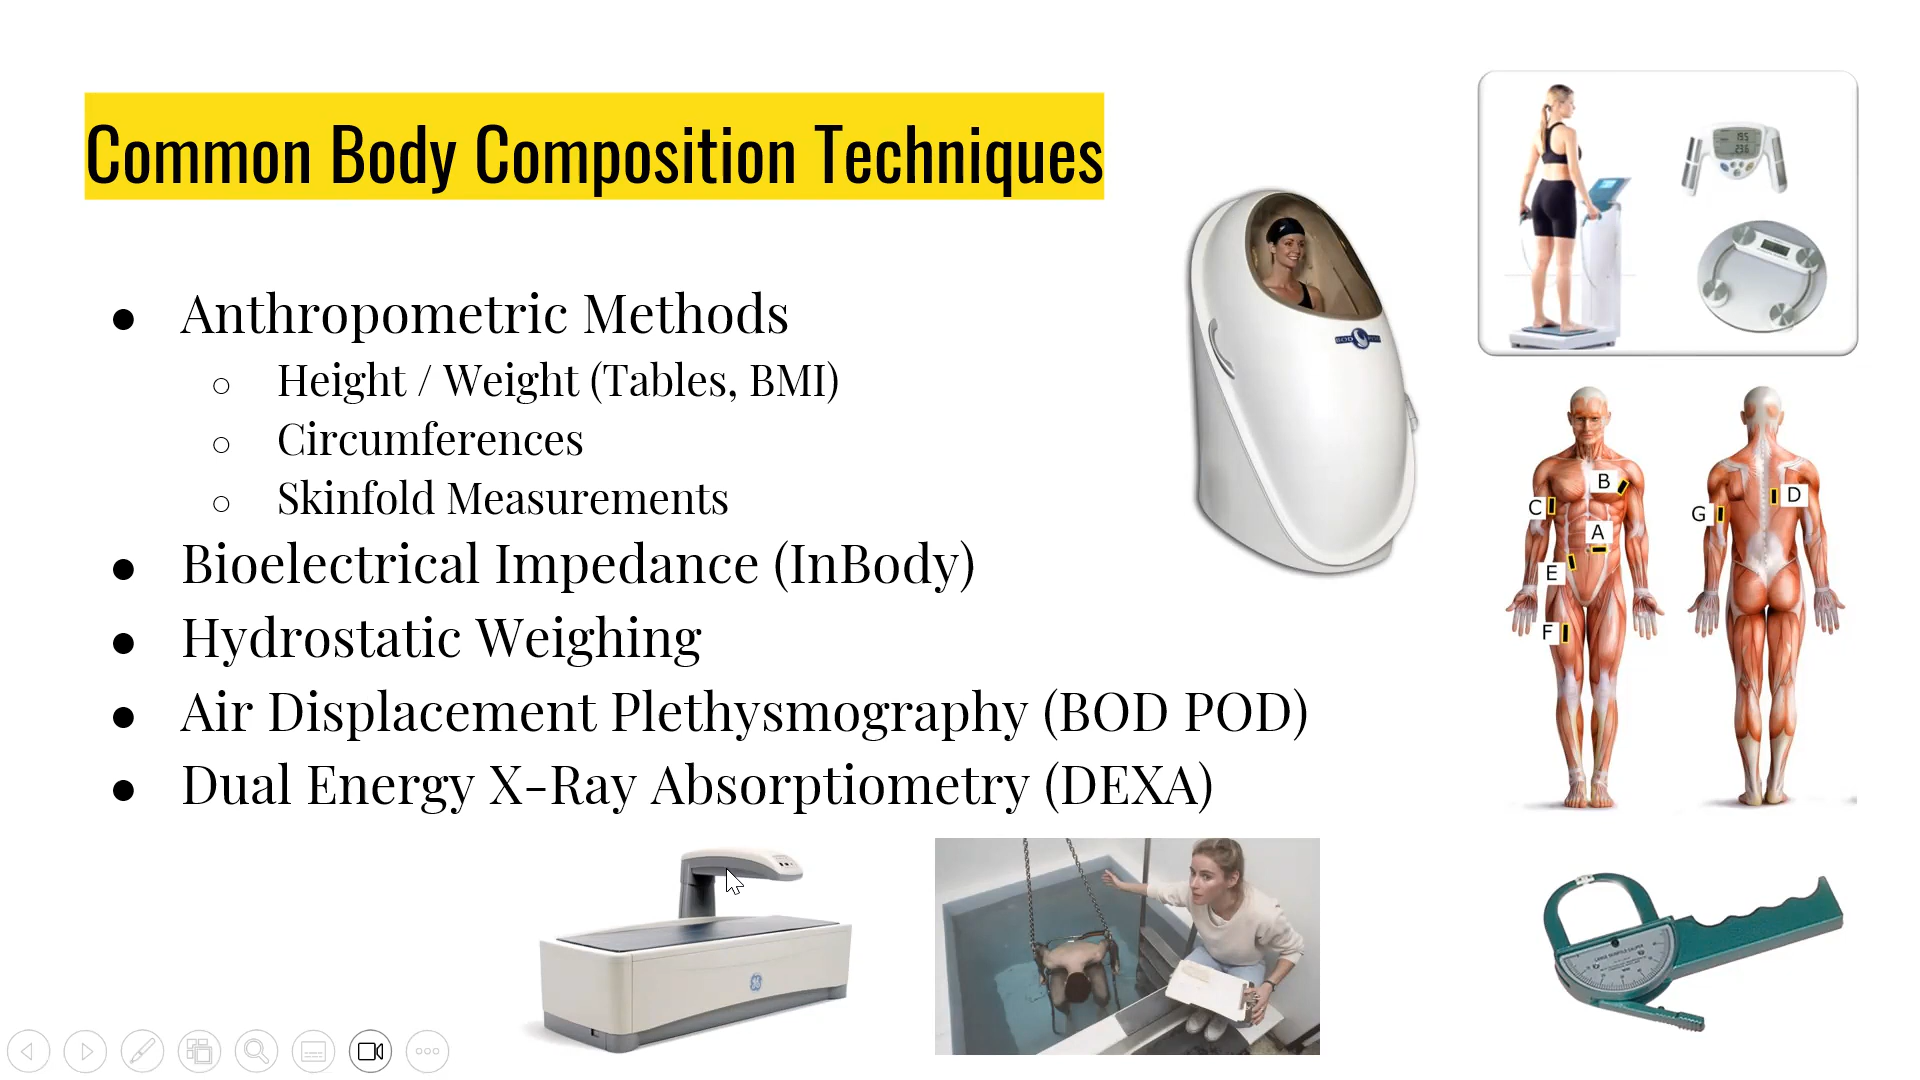 Common Body Composition Techniques
Anthropometric Methods
Height / Weight (Tables, BMI)
Circumferences
Skinfold Measurements
Bioelectrical Impedance (InBody)
Hydrostatic Weighing
Air Displacement Plethysmography (BOD POD)
Dual Energy X-Ray Absorptiometry (DEXA)
B
C
A
E
F
G
D